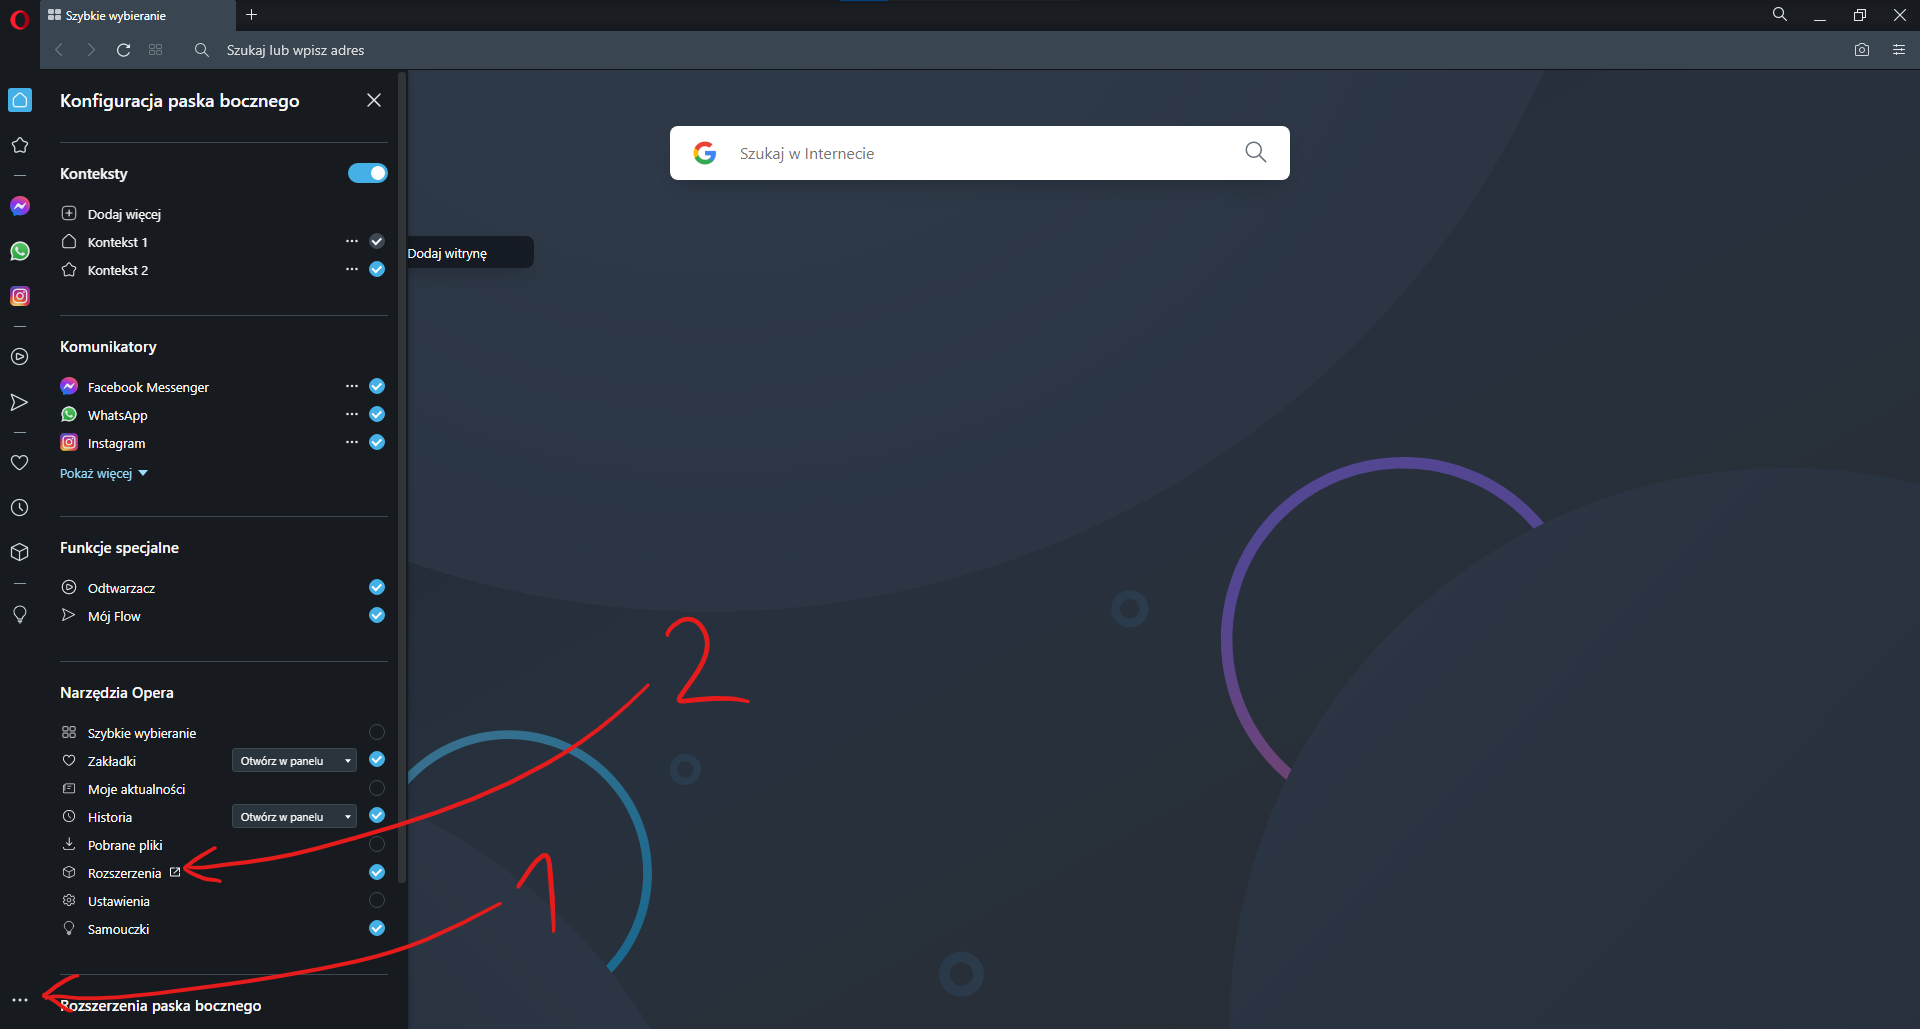 Szybkie wybieranie
Szukaj lub wpisz adres
Konfiguracja paska bocznego
Szukaj w Internecie
Konteksty
Dodaj więcej
Kontekst 1
Dodaj witrynę
Kontekst 2
Komunikatory
Facebook Messenger
WhatsApp
Instagram
Pokaż więcej
Funkcje specjalne
Odtwarzacz
Mój Flow
2
Narzędzia Opera
Szybkie wybieranie
Zakładki Otwórz w panelu
Moje aktualności
Historia Otwórz w panelu
Pobrane pliki
Rozszerzenia
1
Ustawienia
Samouczki
Rozszerzenia paska bocznego